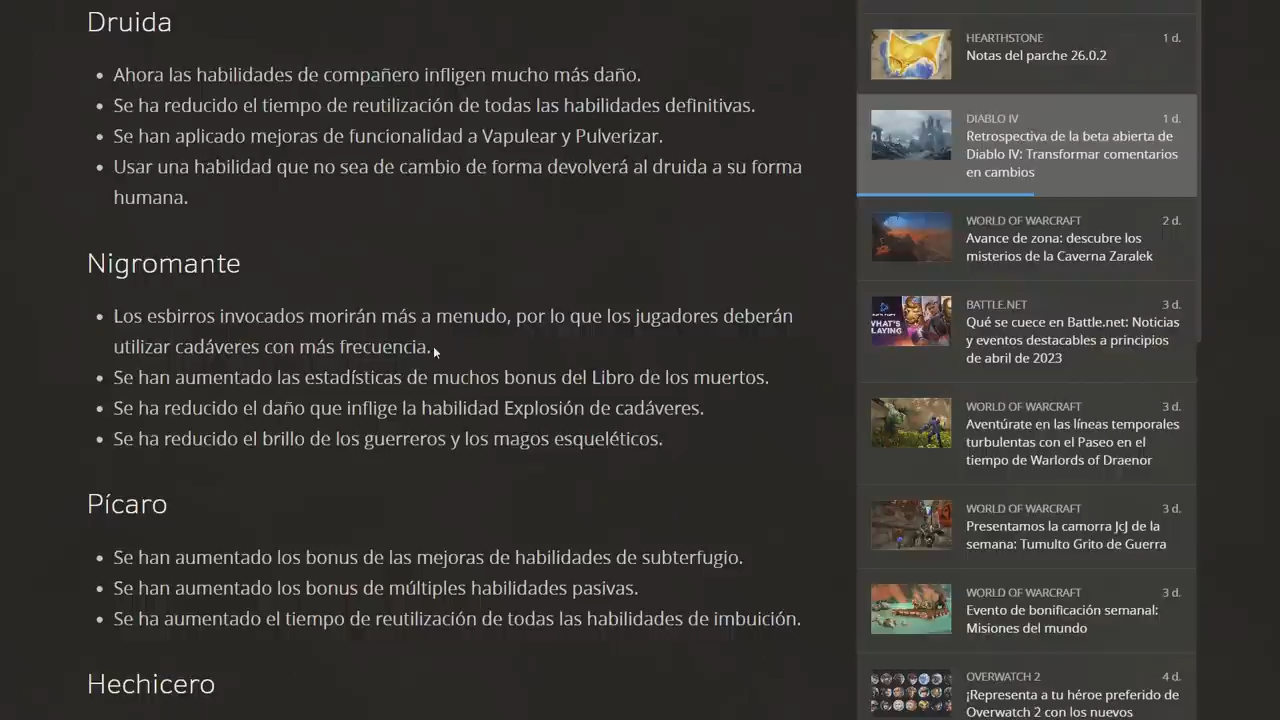 Druida
Ahora las habilidades de compañero infligen mucho más daño.
Se ha reducido el tiempo de reutilización de todas las habilidades definitivas.
Se han aplicado mejoras de funcionalidad a Vapulear y Pulverizar.
Usar una habilidad que no sea de cambio de forma devolverá al druida a su forma
humana.
Nigromante
Los esbirros invocados morirán más a menudo, por lo que los jugadores deberán
utilizar cadáveres con más frecuencia.
Se han aumentado las estadísticas de muchos bonus del Libro de los muertos.
Se ha reducido el daño que inflige la habilidad Explosión de cadáveres.
Se ha reducido el brillo de los guerreros y los magos esqueléticos.
Pícaro
Se han aumentado los bonus de las mejoras de habilidades de subterfugio.
Se han aumentado los bonus de múltiples habilidades pasivas.
Se ha aumentado el tiempo de reutilización de todas las habilidades de imbuición.
Hechicero
HEARTHSTONE 1 d.
Notas del parche 26.0.2
DIABLO IV 1 d.
Retrospectiva de la beta abierta de
Diablo IV: Transformar comentarios
en cambios
WORLD OF WARCRAFT 2 d.
Avance de zona: descubre los
misterios de la Caverna Zaralek
BATTLE.NET 3 d.
WHAT'S
Qué se cuece en Battle.net: Noticias
PLAYING
y eventos destacables a principios
de abril de 2023
WORLD OF WARCRAFT 3 d.
Aventúrate en las líneas temporales
turbulentas con el Paseo en el
tiempo de Warlords of Draenor
WORLD OF WARCRAFT 3 d.
Presentamos la camorra JcJ de la
semana: Tumulto Grito de Guerra
WORLD OF WARCRAFT 3 d.
Evento de bonificación semanal:
Misiones del mundo
OVERWATCH 2 4 d.
¡Representa a tu héroe preferido de
Overwatch 2 con los nuevos